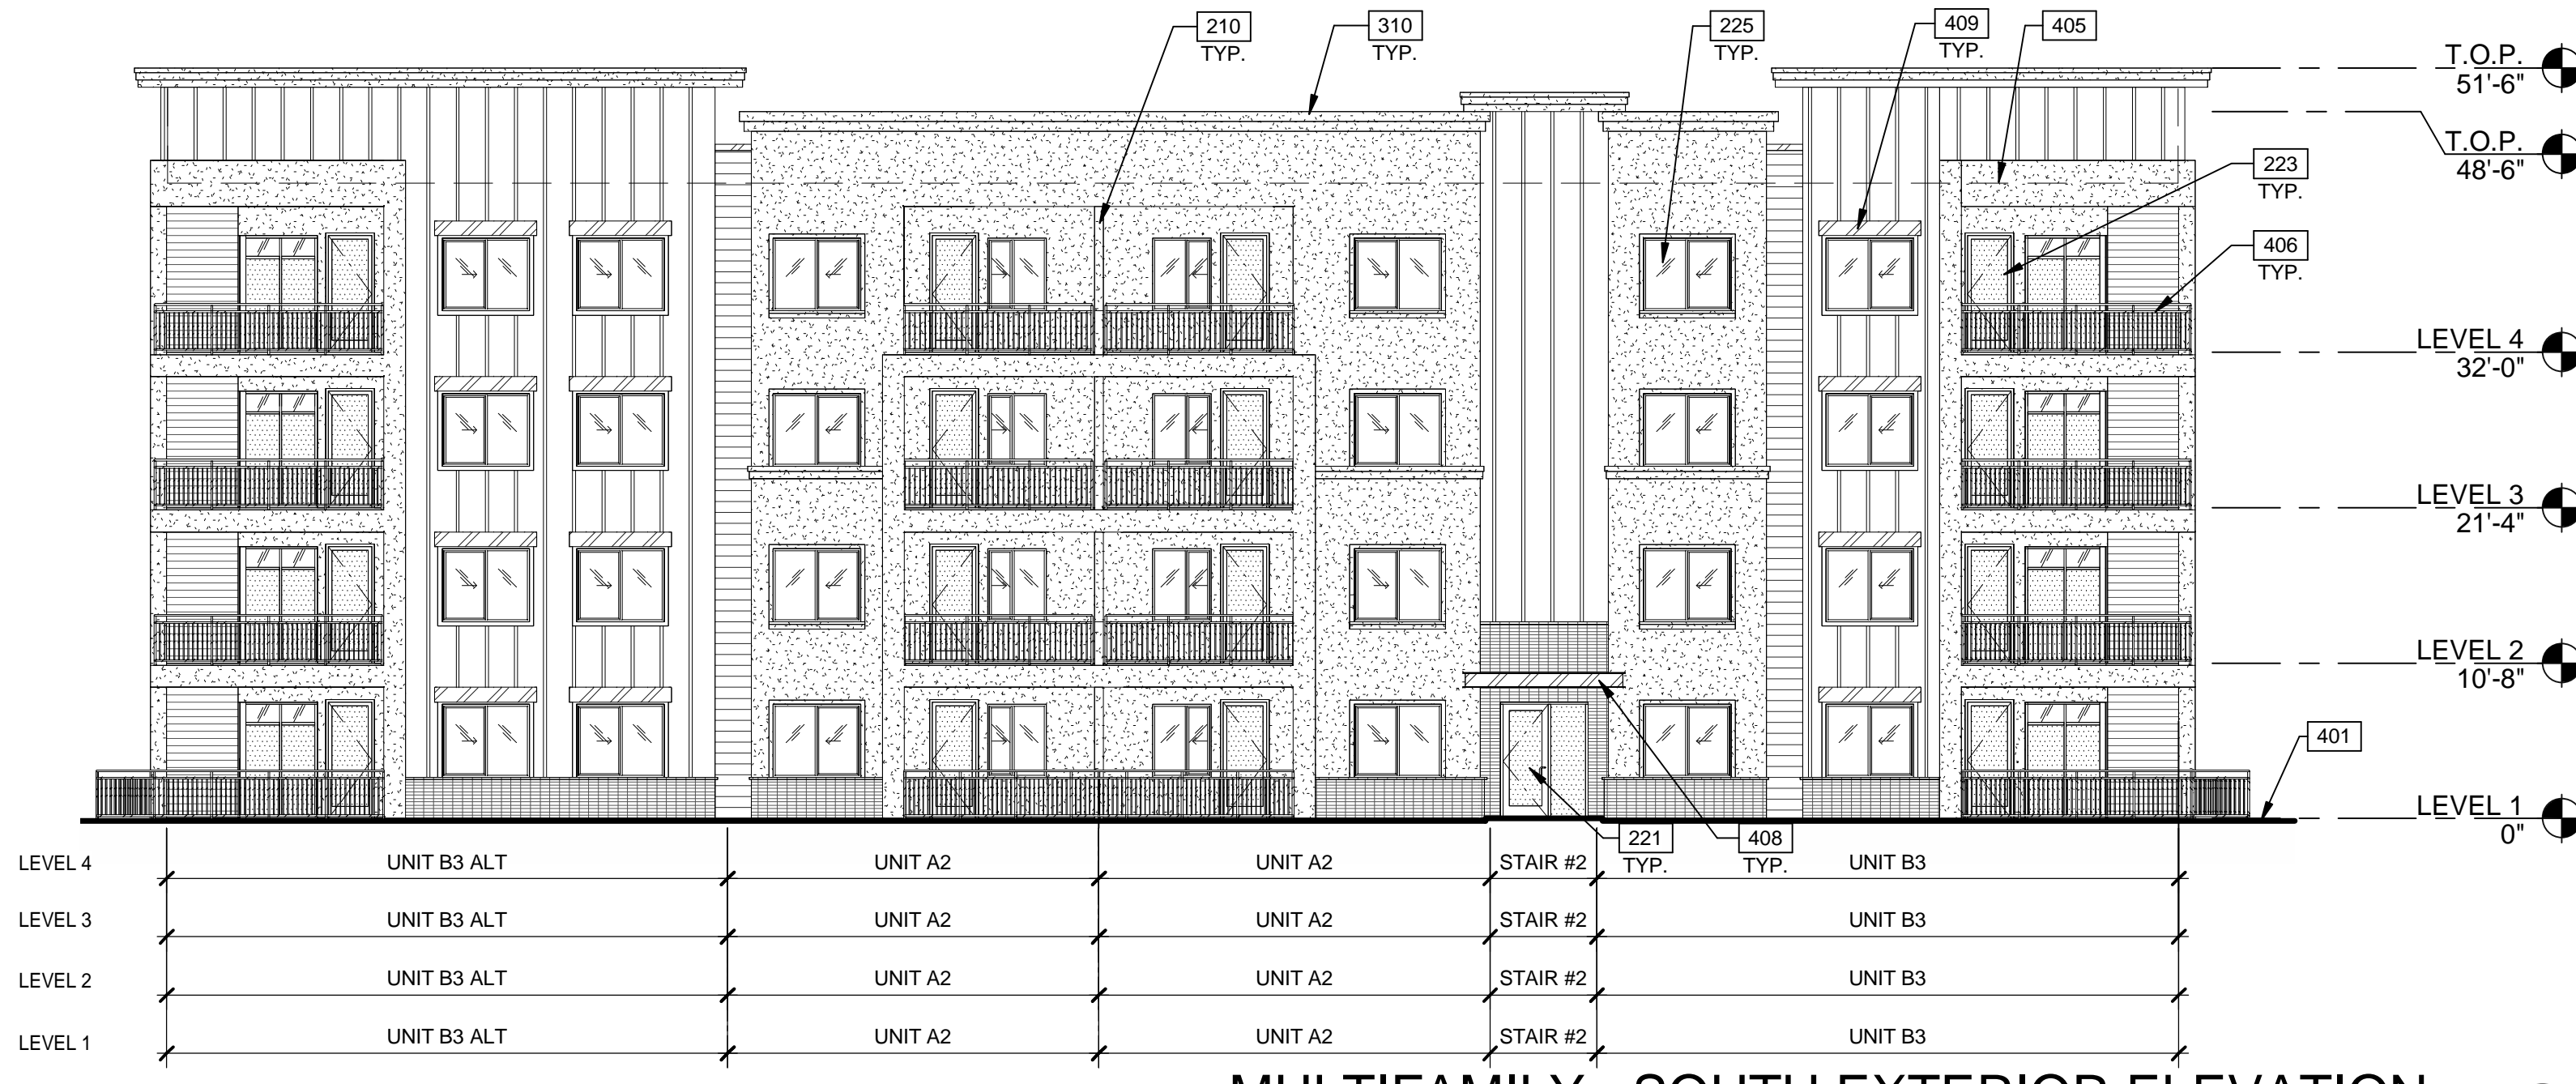 210
TYP.
310
TYP.
225
TYP.
409
TYP.
405
T.O.P.
51'-6"
T.O.P.
48'-6"
223
TYP.
406
TYP.
LEVEL 4
32'-0"
LEVEL 3
21'-4"
LEVEL 2
10'-8"
401
LEVEL 1
0"
221
TYP.
408
TYP.
LEVEL 4 UNIT B3 ALT UNIT A2 UNIT A2 STAIR #2 UNIT B3
LEVEL 3 UNIT B3 ALT UNIT A2 UNIT A2 STAIR #2 UNIT B3
LEVEL 2 UNIT B3 ALT UNIT A2 UNIT A2 STAIR #2 UNIT B3
LEVEL 1 UNIT B3 ALT UNIT A2 UNIT A2 STAIR #2 UNIT B3
MULTIFAMILY - SOUTH EXTERIOR ELEVATION